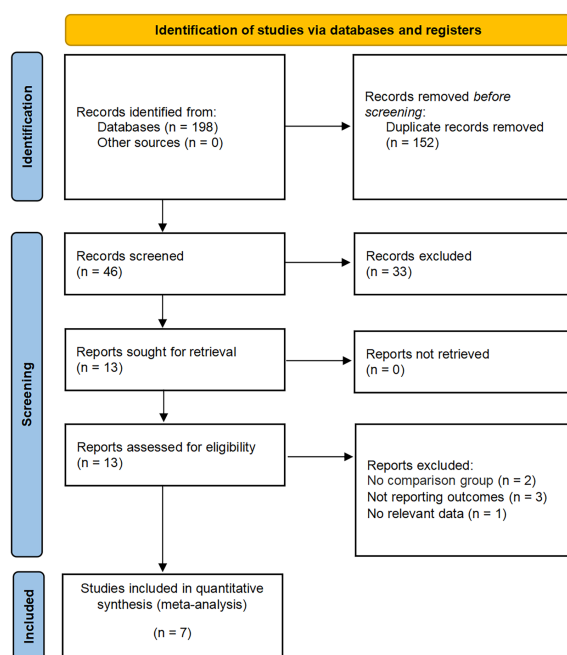 Identification of studies via databases and registers
Identification
Records identified from:
Databases (n = 198)
Other sources (n = 0)
Records removed before
screening:
Duplicate records removed
(n = 152)
Screening
Records screened
(n = 46)
Records excluded
(n = 33)
Reports sought for retrieval
(n = 13)
Reports not retrieved
(n = 0)
Reports assessed for eligibility
(n = 13)
Reports excluded:
No comparison group (n = 2)
Not reporting outcomes (n = 3)
No relevant data (n = 1)
Included
Studies included in quantitative
synthesis (meta-analysis)
(n = 7)